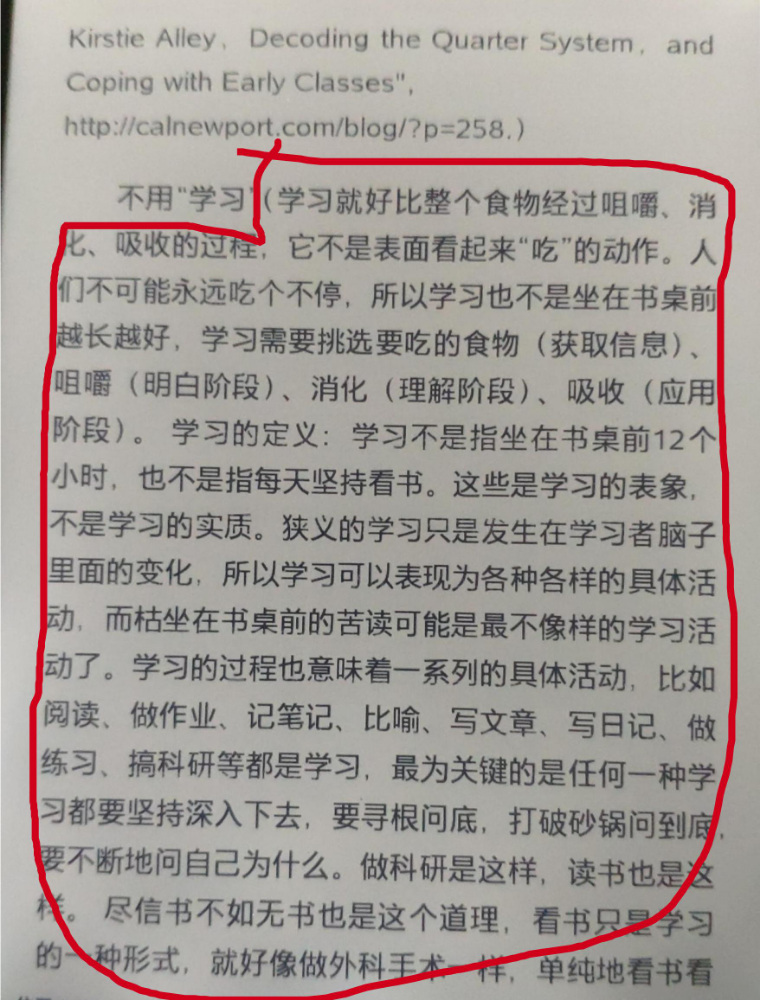 Kirstie Alley, Decoding the Quarter System, and
Coping with Early Classes",
http://calnewport.com/blog/?p=258.)
不用“学习”(学习就好比整个食物经过咀嚼、消
化、吸收的过程，它不是表面看起来“吃”的动作。人
们不可能永远吃个不停，所以学习也不是坐在书桌前
越长越好，学习需要挑选要吃的食物（获取信息）、
咀嚼（明白阶段）、消化（理解阶段）、吸收（应用
阶段）。 学习的定义：学习不是指坐在书桌前12个
小时，也不是指每天坚持看书。这些是学习的表象，
不是学习的实质。狭义的学习只是发生在学习者脑子
里面的变化，所以学习可以表现为各种各样的具体活
动，而枯坐在书桌前的苦读可能是最不像样的学习活
动了。学习的过程也意味着一系列的具体活动，比如
阅读、做作业、记笔记、比喻、写文章、写日记、做
练习、搞科研等都是学习，最为关键的是任何一种学
习都要坚持深入下去，要寻根问底，打破砂锅问到底，
要不断地问自己为什么。做科研是这样，读书也是这
样。 尽信书不如无书也是这个道理，看书只是学习
的一种形式，就好像做外科手术一样，单纯地看书看